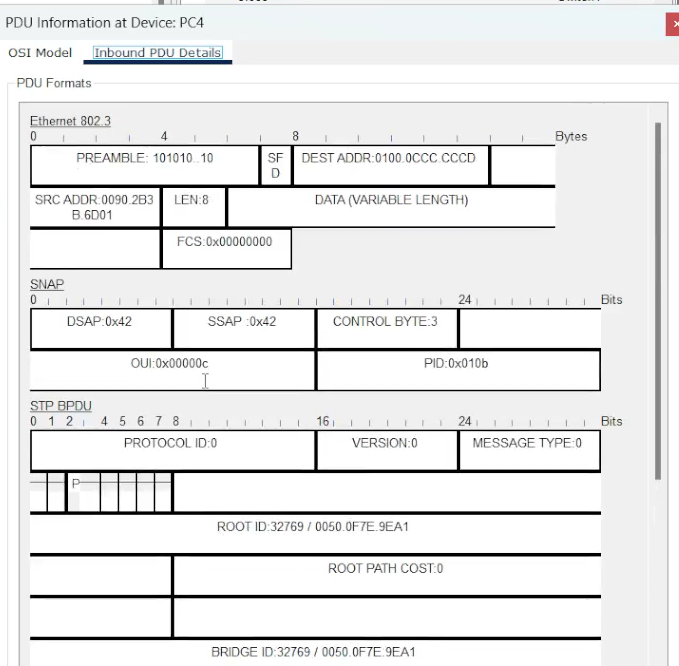 PDU Information at Device: PC4
OSI Model Inbound PDU Details
PDU Formats
Ethernet 802.3
0 4 8 Bytes
PREAMBLE: 101010..10 SF D DEST ADDR:0100.0CCC.CCCD
SRC ADDR:0090.2B3 B.6D01 LEN:8 DATA (VARIABLE LENGTH)
FCS:0x00000000
SNAP
0 24 Bits
DSAP:0x42 SSAP :0x42 CONTROL BYTE:3
OUI:0x00000c PID:0x010b
STP BPDU
0 1 2 4 5 6 7 8 16 24 Bits
PROTOCOL ID:0 VERSION:0 MESSAGE TYPE:0
P
ROOT ID:32769 / 0050.0F7E.9EA1
ROOT PATH COST:0
BRIDGE ID:32769 / 0050.0F7E.9EA1